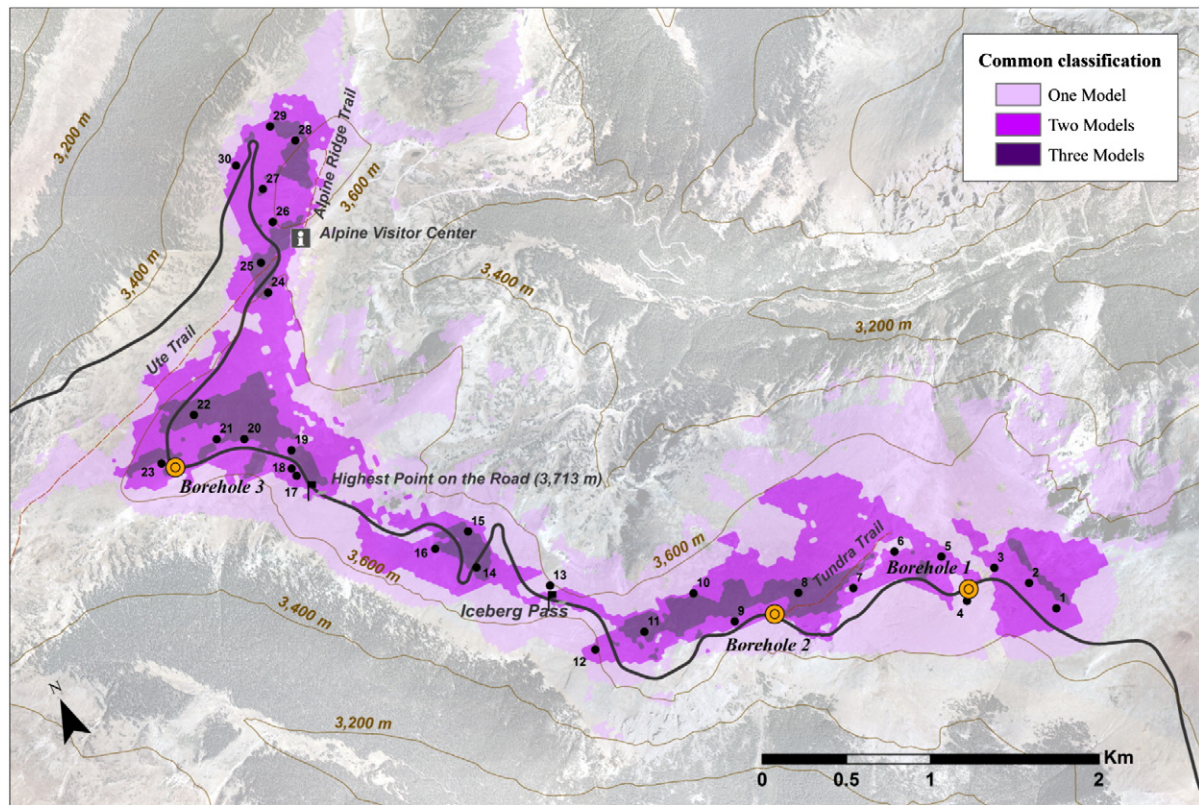 Common classification
One Model
Two Models
Three Models
3,200 m
29
28
30
Alpine Ridge Trail
27
3,600 m
26
Alpine Visitor Center
i
3,400 m
25
24
3,400 m
3,200 m
Ute Trail
22
21
20
19
23
18
17
Borehole 3
Highest Point on the Road (3,713 m)
15
16
14
3,600 m
3,600 m
13
Iceberg Pass
3,400 m
12
11
10
9
8
Tundra Trail
7
6
5
Borehole 1
3
2
1
4
Borehole 2
3,200 m
N
Km
0
0.5
1
2